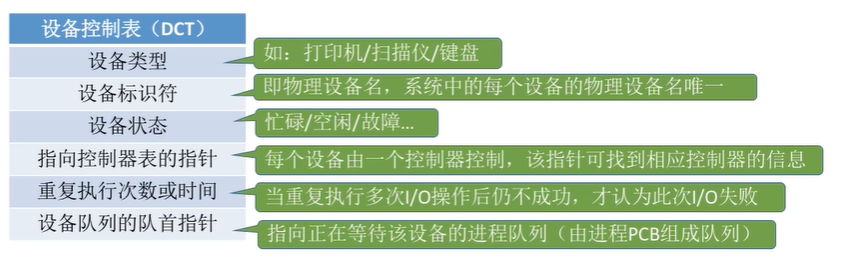 设备控制表（DCT）
设备类型
如：打印机/扫描仪/键盘
设备标识符
即物理设备名，系统中的每个设备的物理设备名唯一
设备状态
忙碌/空闲/故障...
指向控制器表的指针
每个设备由一个控制器控制，该指针可找到相应控制器的信息
重复执行次数或时间
当重复执行多次I/O操作后仍不成功，才认为此次I/O失败
设备队列的队首指针
指向正在等待该设备的进程队列（由进程PCB组成队列）